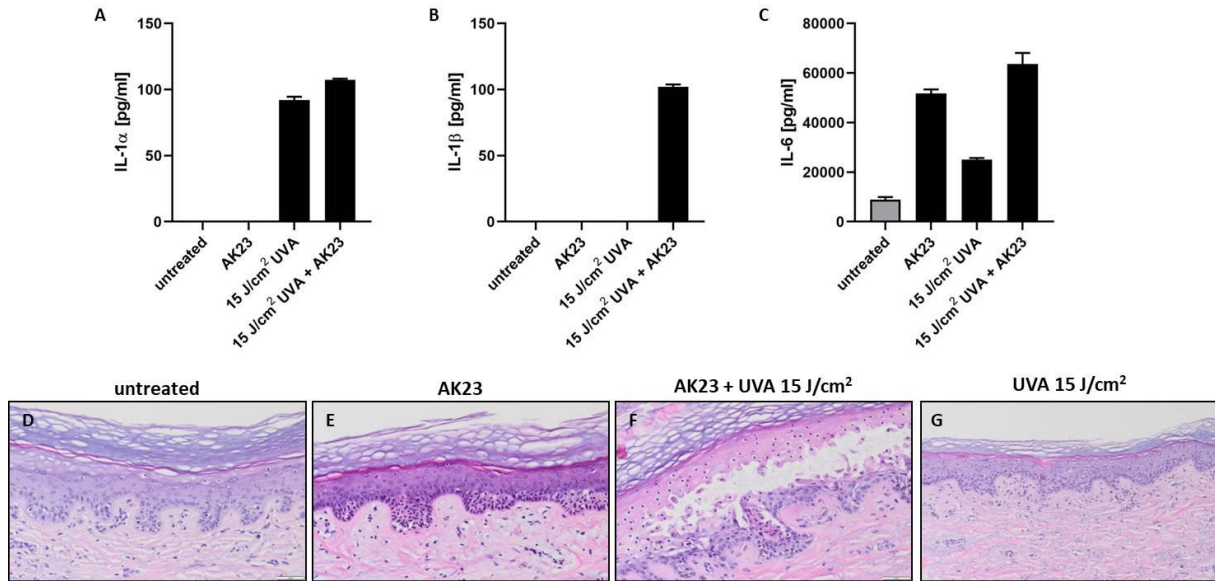 A
IL-1α [pg/ml]
150
100
50
0
untreated
AK23
15 J/cm² UVA
15 J/cm² UVA + AK23
B
IL-1β [pg/ml]
150
100
50
0
untreated
AK23
15 J/cm² UVA
15 J/cm² UVA + AK23
C
IL-6 [pg/ml]
80000
60000
40000
20000
0
untreated
AK23
15 J/cm² UVA
15 J/cm² UVA + AK23
untreated
AK23
AK23 + UVA 15 J/cm²
UVA 15 J/cm²
D
E
F
G